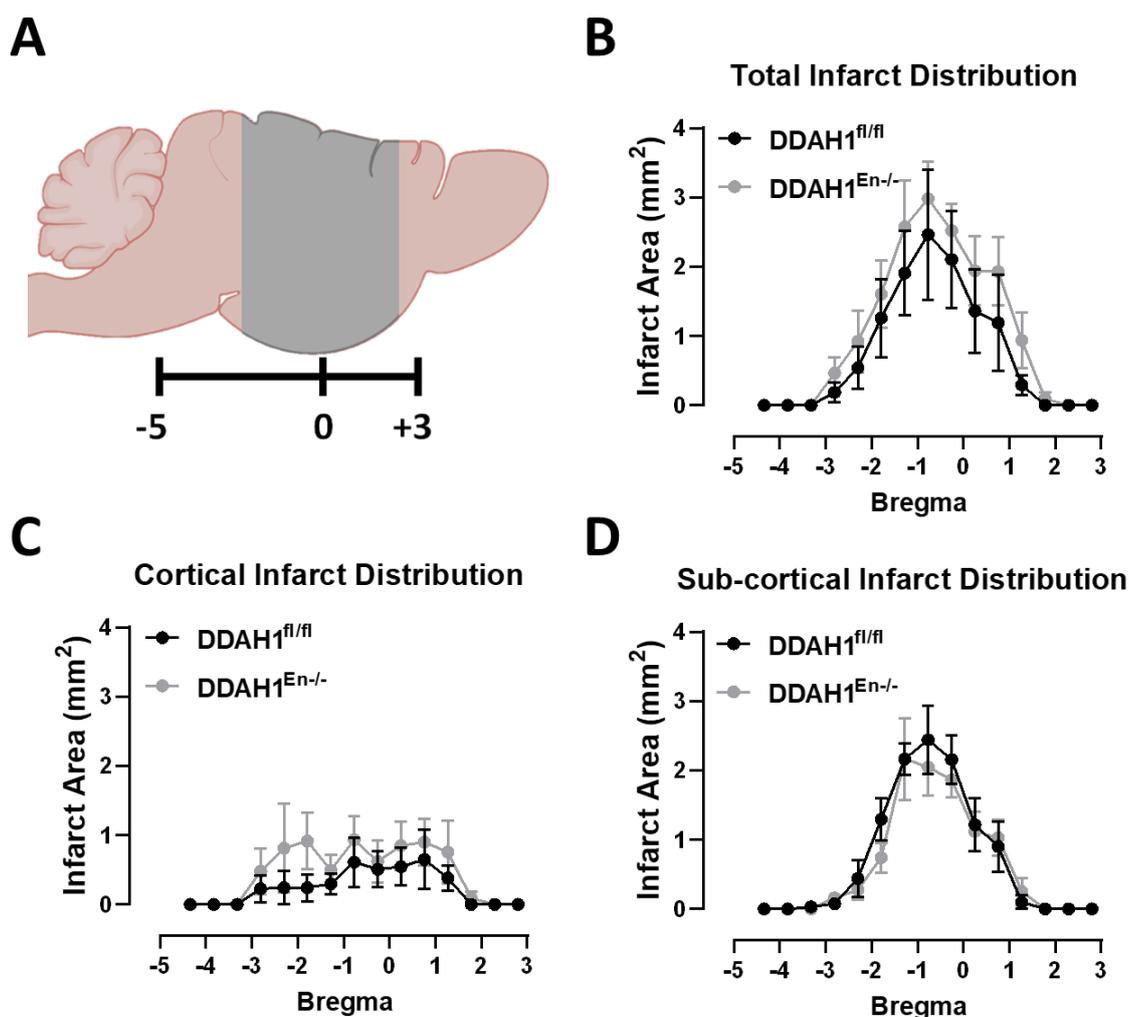 A
-5
0
+3
B
Total Infarct Distribution
Infarct Area (mm²)
4
3
2
1
0
DDAH1fl/fl
DDAH1En-/-
-5 -4 -3 -2 -1 0 1 2 3
Bregma
C
Cortical Infarct Distribution
Infarct Area (mm²)
4
3
2
1
0
DDAH1fl/fl
DDAH1En-/-
-5 -4 -3 -2 -1 0 1 2 3
Bregma
D
Sub-cortical Infarct Distribution
Infarct Area (mm²)
4
3
2
1
0
DDAH1fl/fl
DDAH1En-/-
-5 -4 -3 -2 -1 0 1 2 3
Bregma